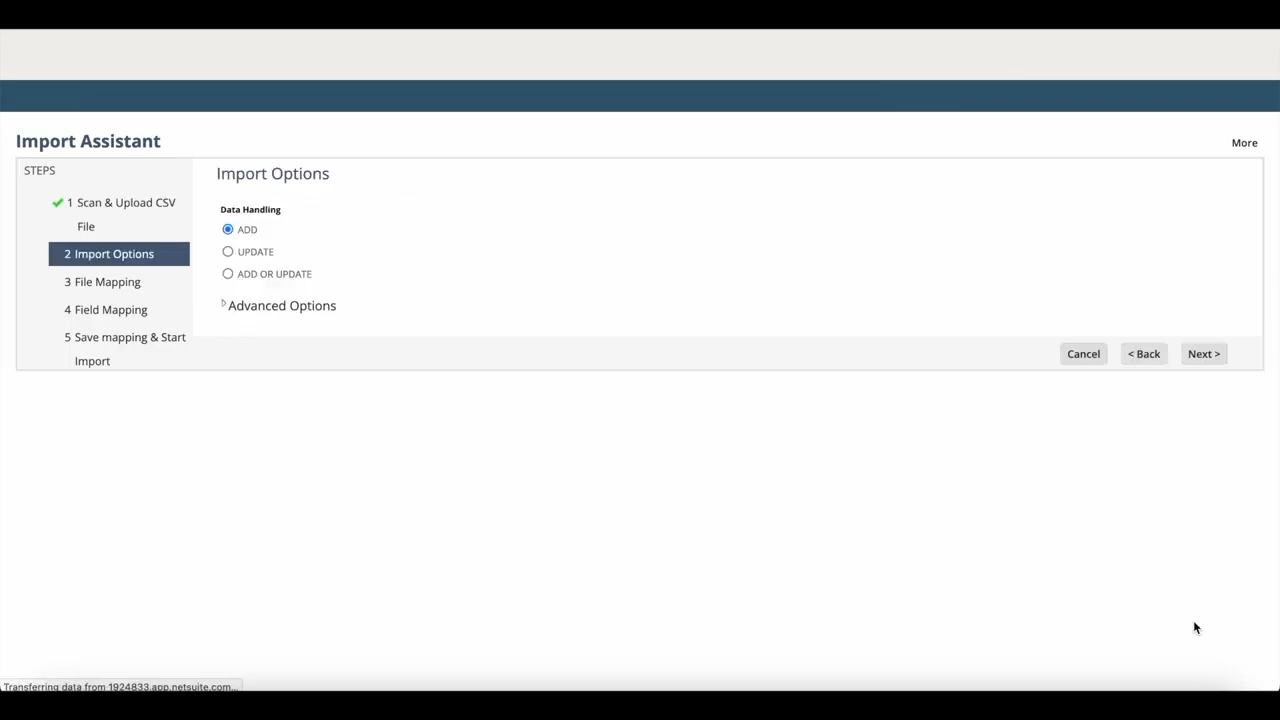 Import Assistant
More
STEPS
1 Scan & Upload CSV
File
2 Import Options
3 File Mapping
4 Field Mapping
5 Save mapping & Start
Import
Import Options
Data Handling
ADD
UPDATE
ADD OR UPDATE
Advanced Options
Cancel
< Back
Next >
Transferring data from 1924833.app.netsuite.com...